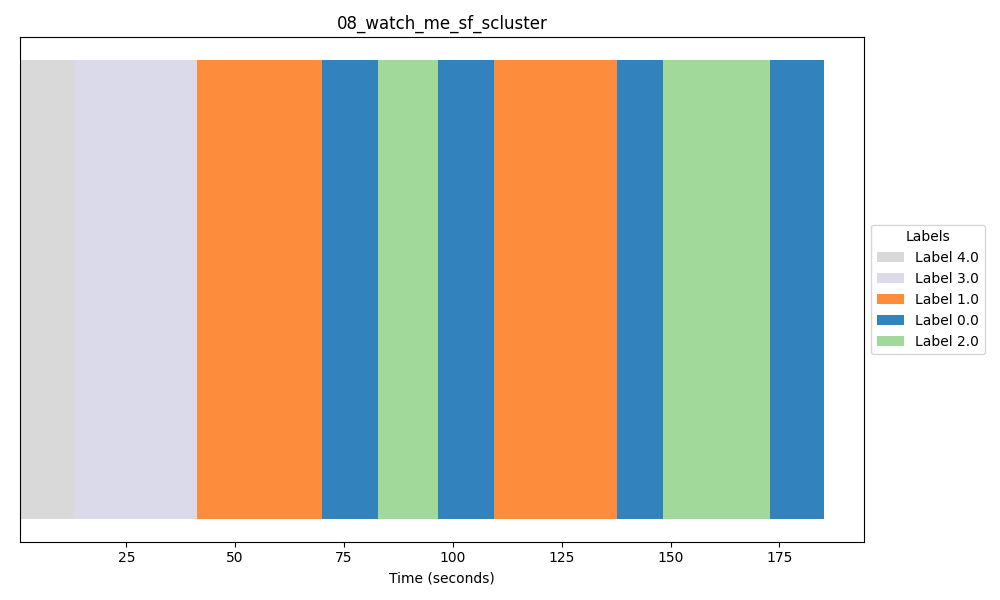 08_watch_me_sf_scluster
Labels
Label 4.0
Label 3.0
Label 1.0
Label 0.0
Label 2.0
25 50 75 100 125 150 175
Time (seconds)